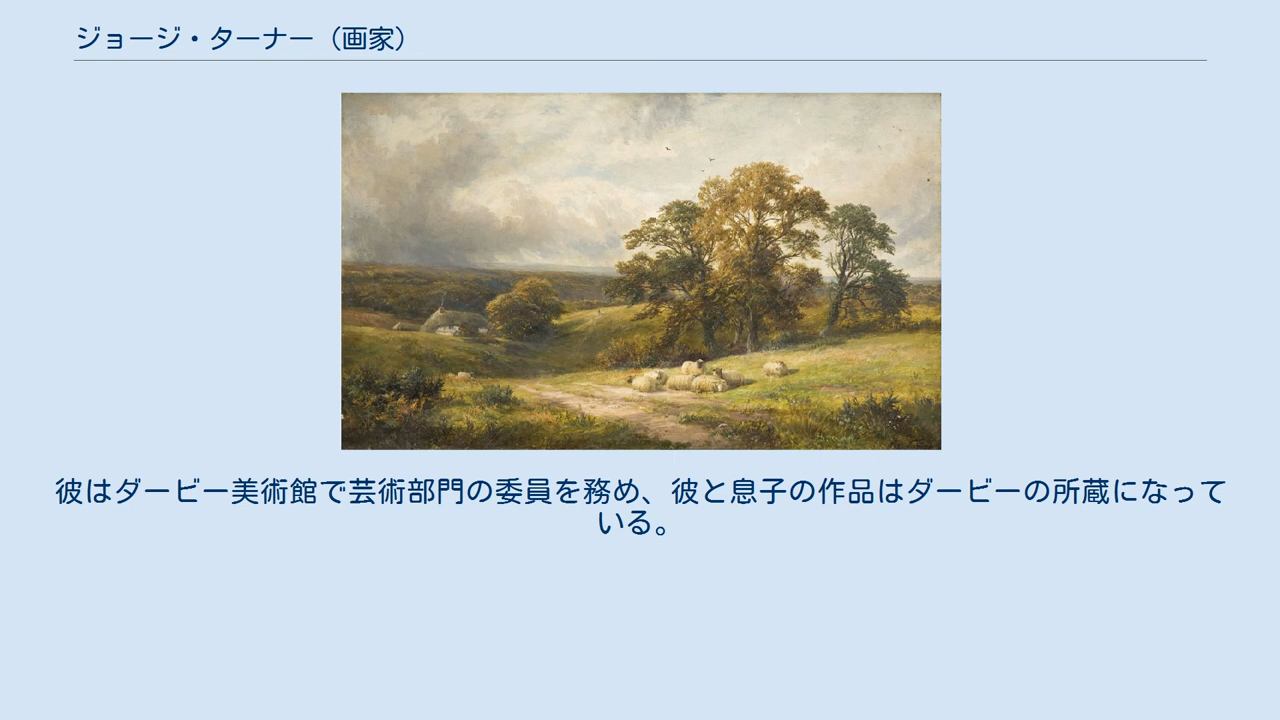 ジョージ・ターナー（画家）
彼はダービー美術館で芸術部門の委員を務め、彼と息子の作品はダービーの所蔵になって
いる。